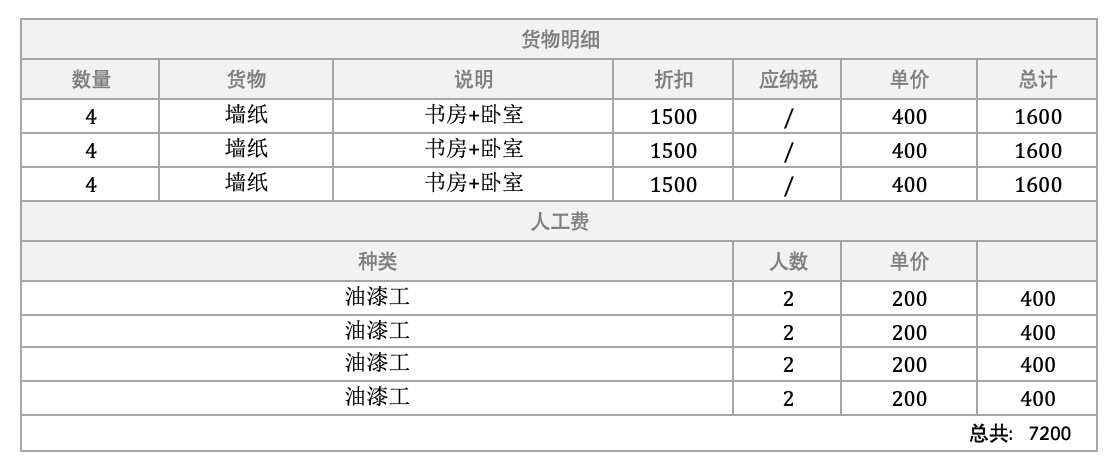 货物明细
数量 货物 说明 折扣 应纳税 单价 总计
4 墙纸 书房+卧室 1500 / 400 1600
4 墙纸 书房+卧室 1500 / 400 1600
4 墙纸 书房+卧室 1500 / 400 1600
人工费
种类 人数 单价
油漆工 2 200 400
油漆工 2 200 400
油漆工 2 200 400
油漆工 2 200 400
总共: 7200